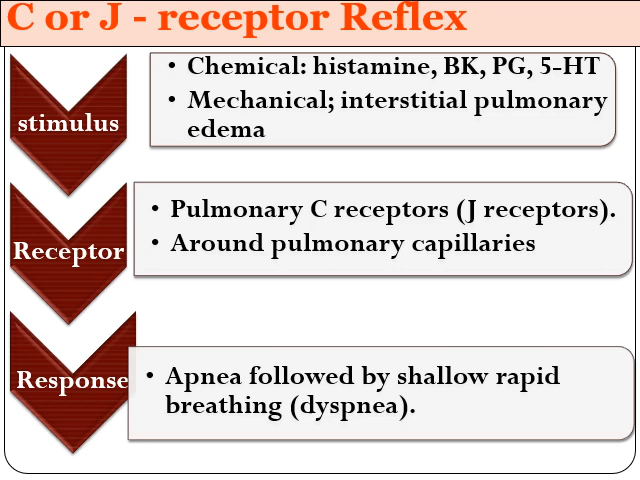 C or J - receptor Reflex
stimulus
• Chemical: histamine, BK, PG, 5-HT
• Mechanical; interstitial pulmonary
edema
Receptor
• Pulmonary C receptors (J receptors).
• Around pulmonary capillaries
Response
• Apnea followed by shallow rapid
breathing (dyspnea).